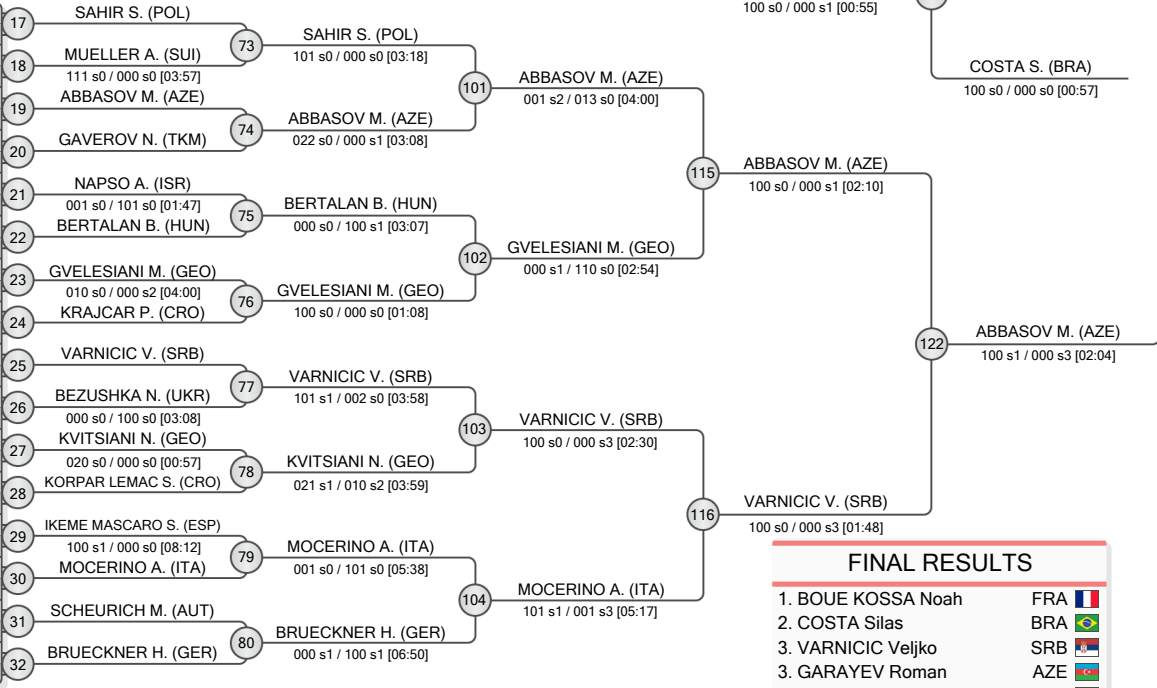 17
SAHIR S. (POL)
18
MUELLER A. (SUI)
111 s0 / 000 s0 [03:57]
19
ABBASOV M. (AZE)
20
GAVEROV N. (TKM)
21
NAPSO A. (ISR)
001 s0 / 101 s0 [01:47]
22
BERTALAN B. (HUN)
23
GVELESIANI M. (GEO)
010 s0 / 000 s2 [04:00]
24
KRAJCAR P. (CRO)
25
VARNICIC V. (SRB)
26
BEZUSHKA N. (UKR)
000 s0 / 100 s0 [03:08]
27
KVITSIANI N. (GEO)
020 s0 / 000 s0 [00:57]
28
KORPAR LEMAC S. (CRO)
29
IKEME MASCARO S. (ESP)
100 s1 / 000 s0 [08:12]
30
MOCERINO A. (ITA)
31
SCHEURICH M. (AUT)
32
BRUECKNER H. (GER)
73
SAHIR S. (POL)
101 s0 / 000 s0 [03:18]
74
ABBASOV M. (AZE)
022 s0 / 000 s1 [03:08]
75
BERTALAN B. (HUN)
000 s0 / 100 s1 [03:07]
76
GVELESIANI M. (GEO)
100 s0 / 000 s0 [01:08]
77
VARNICIC V. (SRB)
101 s1 / 002 s0 [03:58]
78
KVITSIANI N. (GEO)
021 s1 / 010 s2 [03:59]
79
MOCERINO A. (ITA)
001 s0 / 101 s0 [05:38]
80
BRUECKNER H. (GER)
000 s1 / 100 s1 [06:50]
101
ABBASOV M. (AZE)
001 s2 / 013 s0 [04:00]
102
GVELESIANI M. (GEO)
000 s1 / 110 s0 [02:54]
103
VARNICIC V. (SRB)
100 s0 / 000 s3 [02:30]
104
MOCERINO A. (ITA)
101 s1 / 001 s3 [05:17]
115
ABBASOV M. (AZE)
100 s0 / 000 s1 [02:10]
116
VARNICIC V. (SRB)
100 s0 / 000 s3 [01:48]
122
ABBASOV M. (AZE)
100 s1 / 000 s3 [02:04]
100 s0 / 000 s1 [00:55]
COSTA S. (BRA)
100 s0 / 000 s0 [00:57]
FINAL RESULTS
1. BOUE KOSSA Noah FRA
2. COSTA Silas BRA
3. VARNICIC Veljko SRB
3. GARAYEV Roman AZE